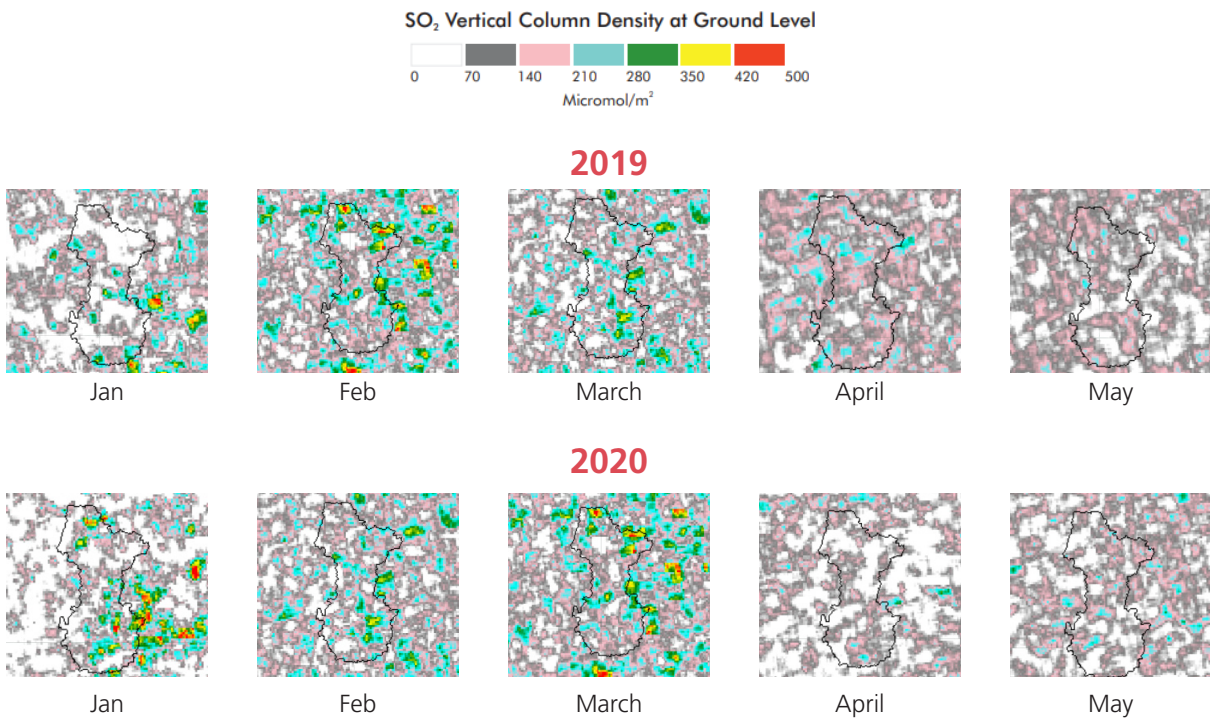 SO₂ Vertical Column Density at Ground Level
0 70 140 210 280 350 420 500
Micromol/m²
2019
Jan Feb March April May
2020
Jan Feb March April May